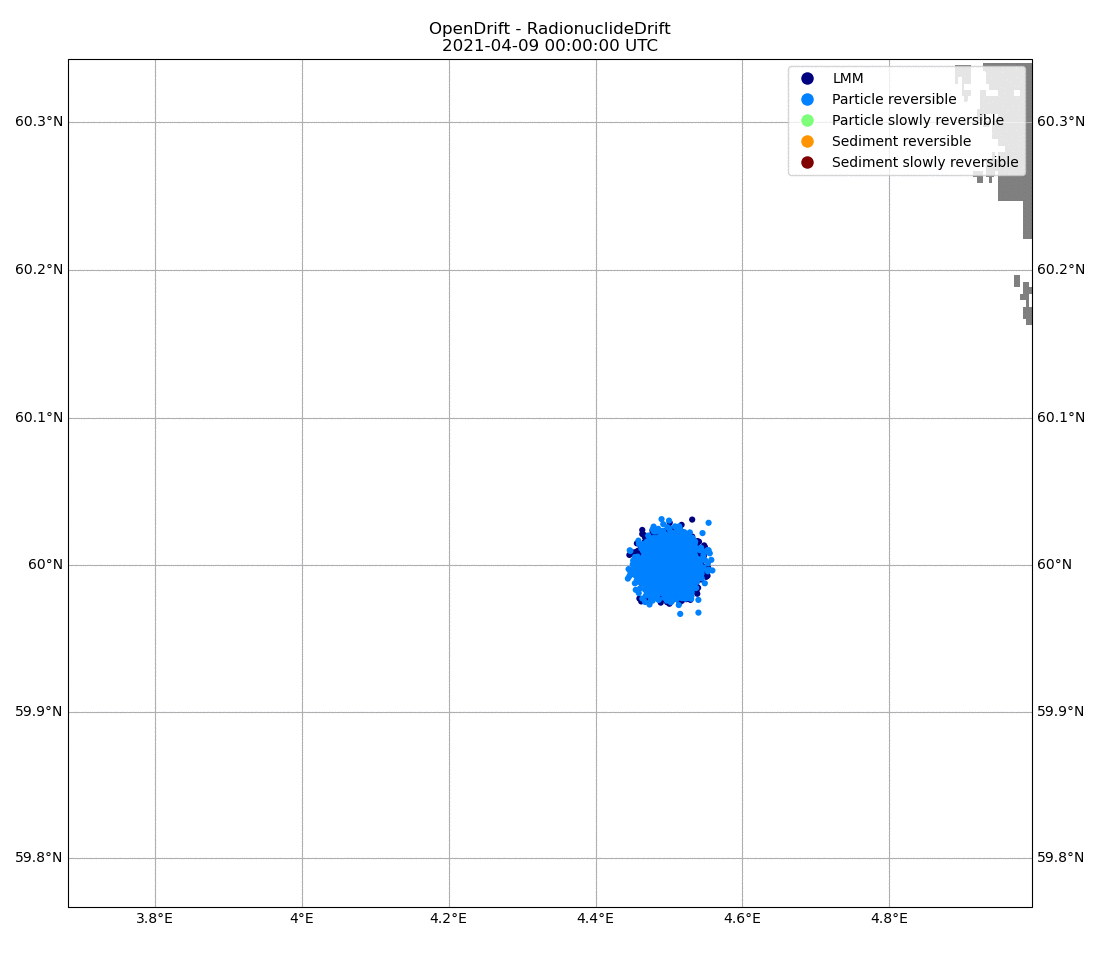 OpenDrift - RadionuclideDrift
2021-04-09 00:00:00 UTC
LMM
Particle reversible
Particle slowly reversible
Sediment reversible
Sediment slowly reversible
60.3°N 60.3°N
60.2°N 60.2°N
60.1°N 60.1°N
60°N 60°N
59.9°N 59.9°N
59.8°N 59.8°N
3.8°E 4°E 4.2°E 4.4°E 4.6°E 4.8°E